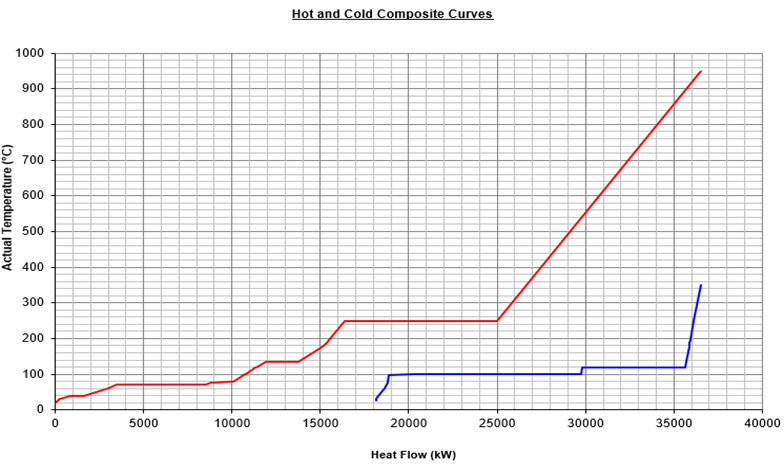 Hot and Cold Composite Curves
1000
900
800
700
600
500
400
300
200
100
0
Actual Temperature (°C)
0 5000 10000 15000 20000 25000 30000 35000 40000
Heat Flow (kW)